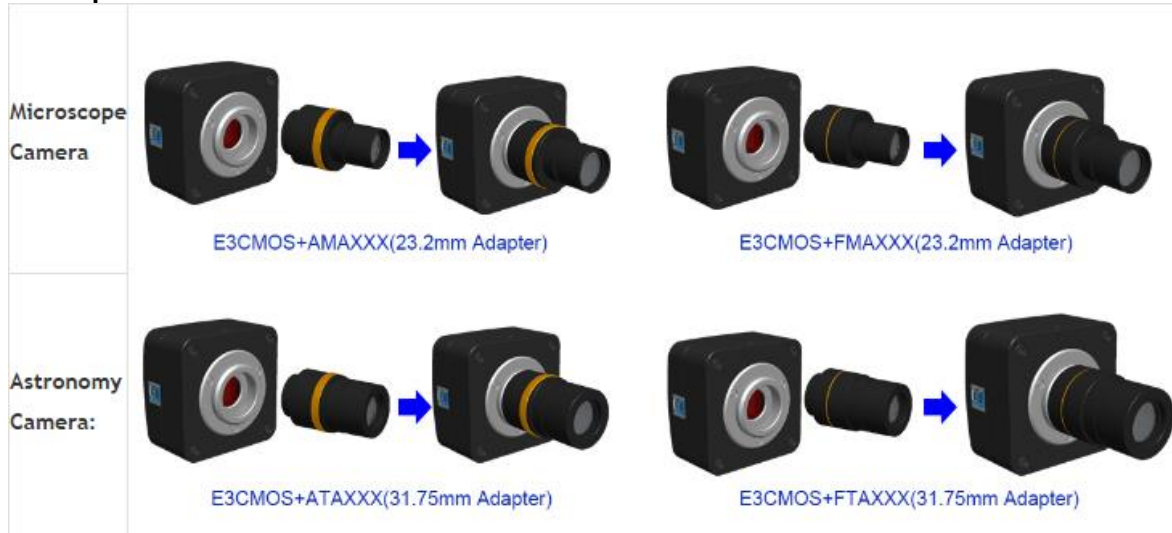 Microscope
Camera
E3CMOS+AMAXXX(23.2mm Adapter)
E3CMOS+FMAXXX(23.2mm Adapter)
Astronomy
Camera:
E3CMOS+ATAXXX(31.75mm Adapter)
E3CMOS+FTAXXX(31.75mm Adapter)